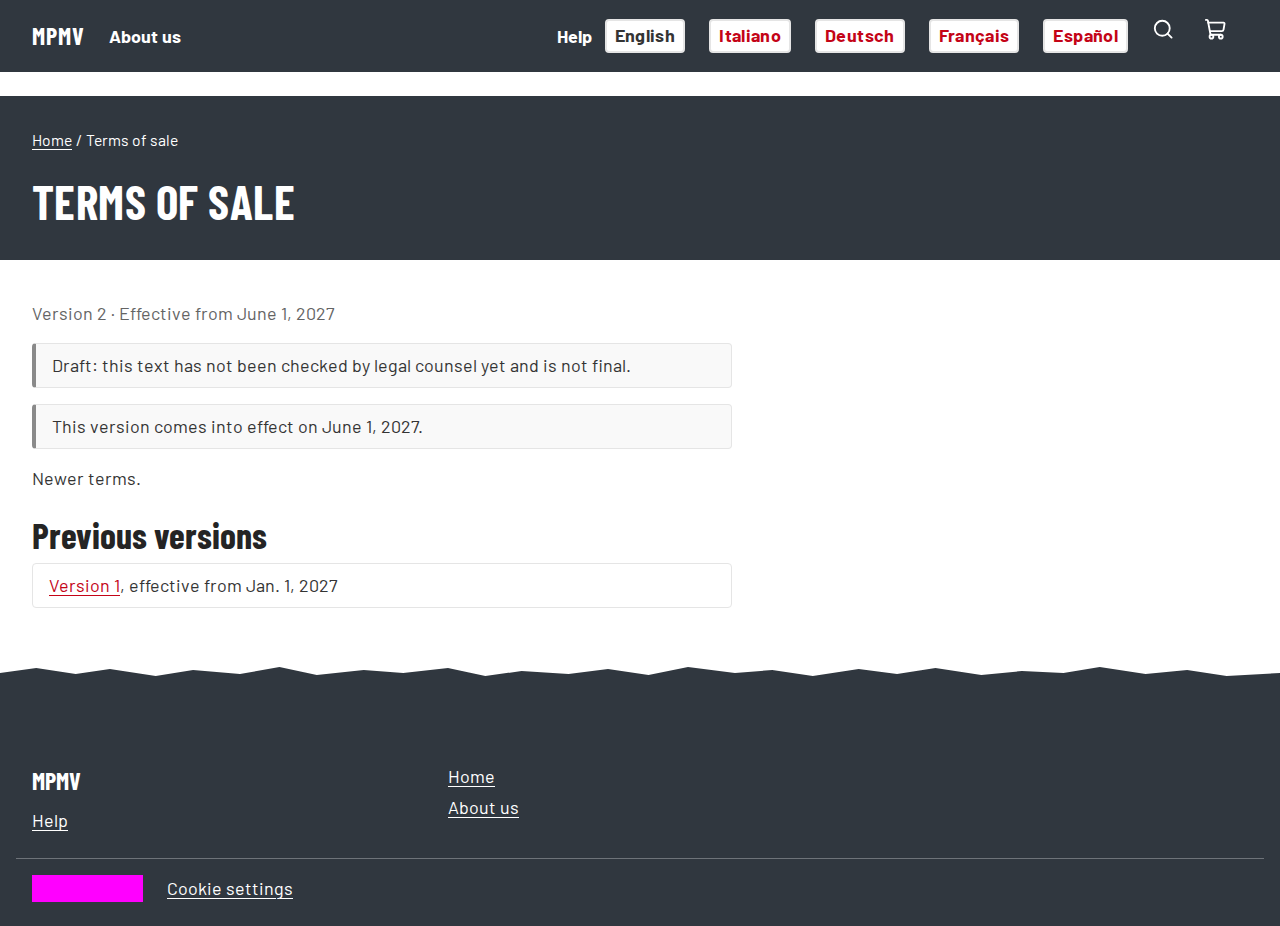 MPMV About us Help English Italiano Deutsch Français Español
Home / Terms of sale
TERMS OF SALE
Version 2 · Effective from June 1, 2027
Draft: this text has not been checked by legal counsel yet and is not final.
This version comes into effect on June 1, 2027.
Newer terms.
Previous versions
Version 1, effective from Jan. 1, 2027
MPMV
Help
Home
About us
Cookie settings